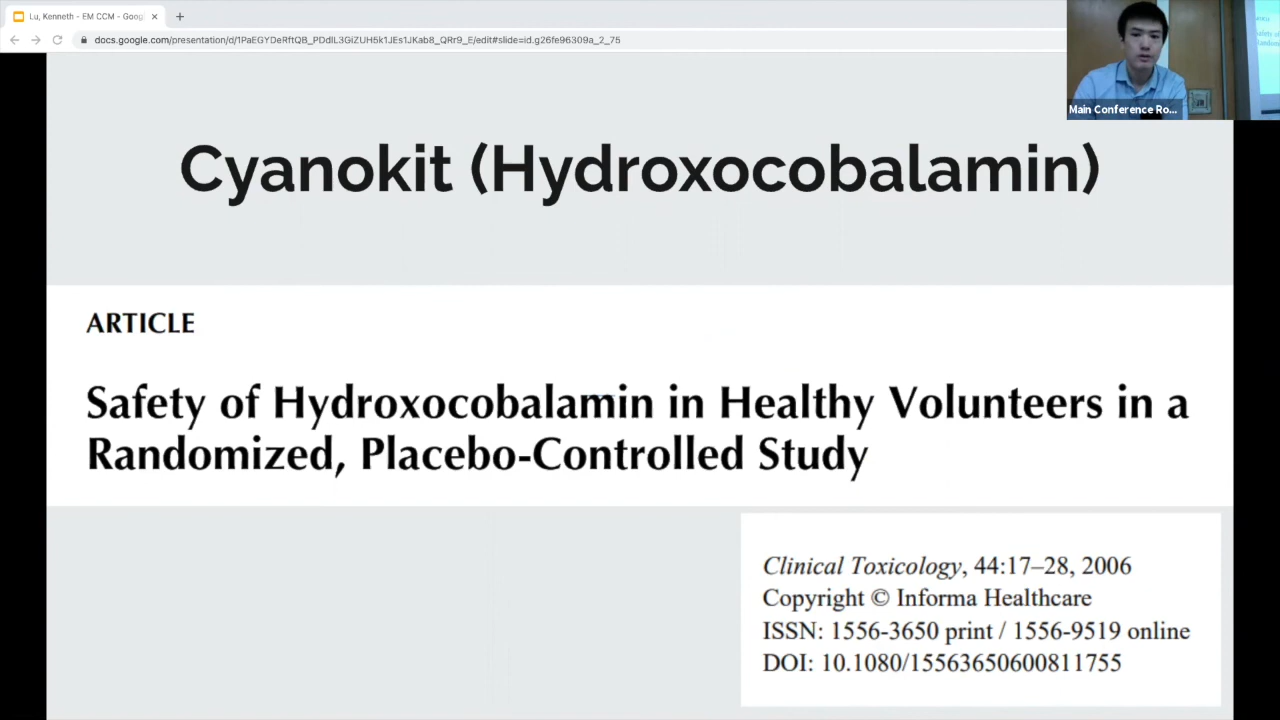 Lu, Kenneth - EM CCM - Goog
docs.google.com/presentation/d/1PaEGYDeRftQB_PDdlL3GiZUH5k1JEs1JKab8_QRr9_E/edit#slide=id.g26fe96309a_2_75
Main Conference Ro...
Cyanokit (Hydroxocobalamin)
ARTICLE
Safety of Hydroxocobalamin in Healthy Volunteers in a
Randomized, Placebo-Controlled Study
Clinical Toxicology, 44:17–28, 2006
Copyright © Informa Healthcare
ISSN: 1556-3650 print / 1556-9519 online
DOI: 10.1080/15563650600811755